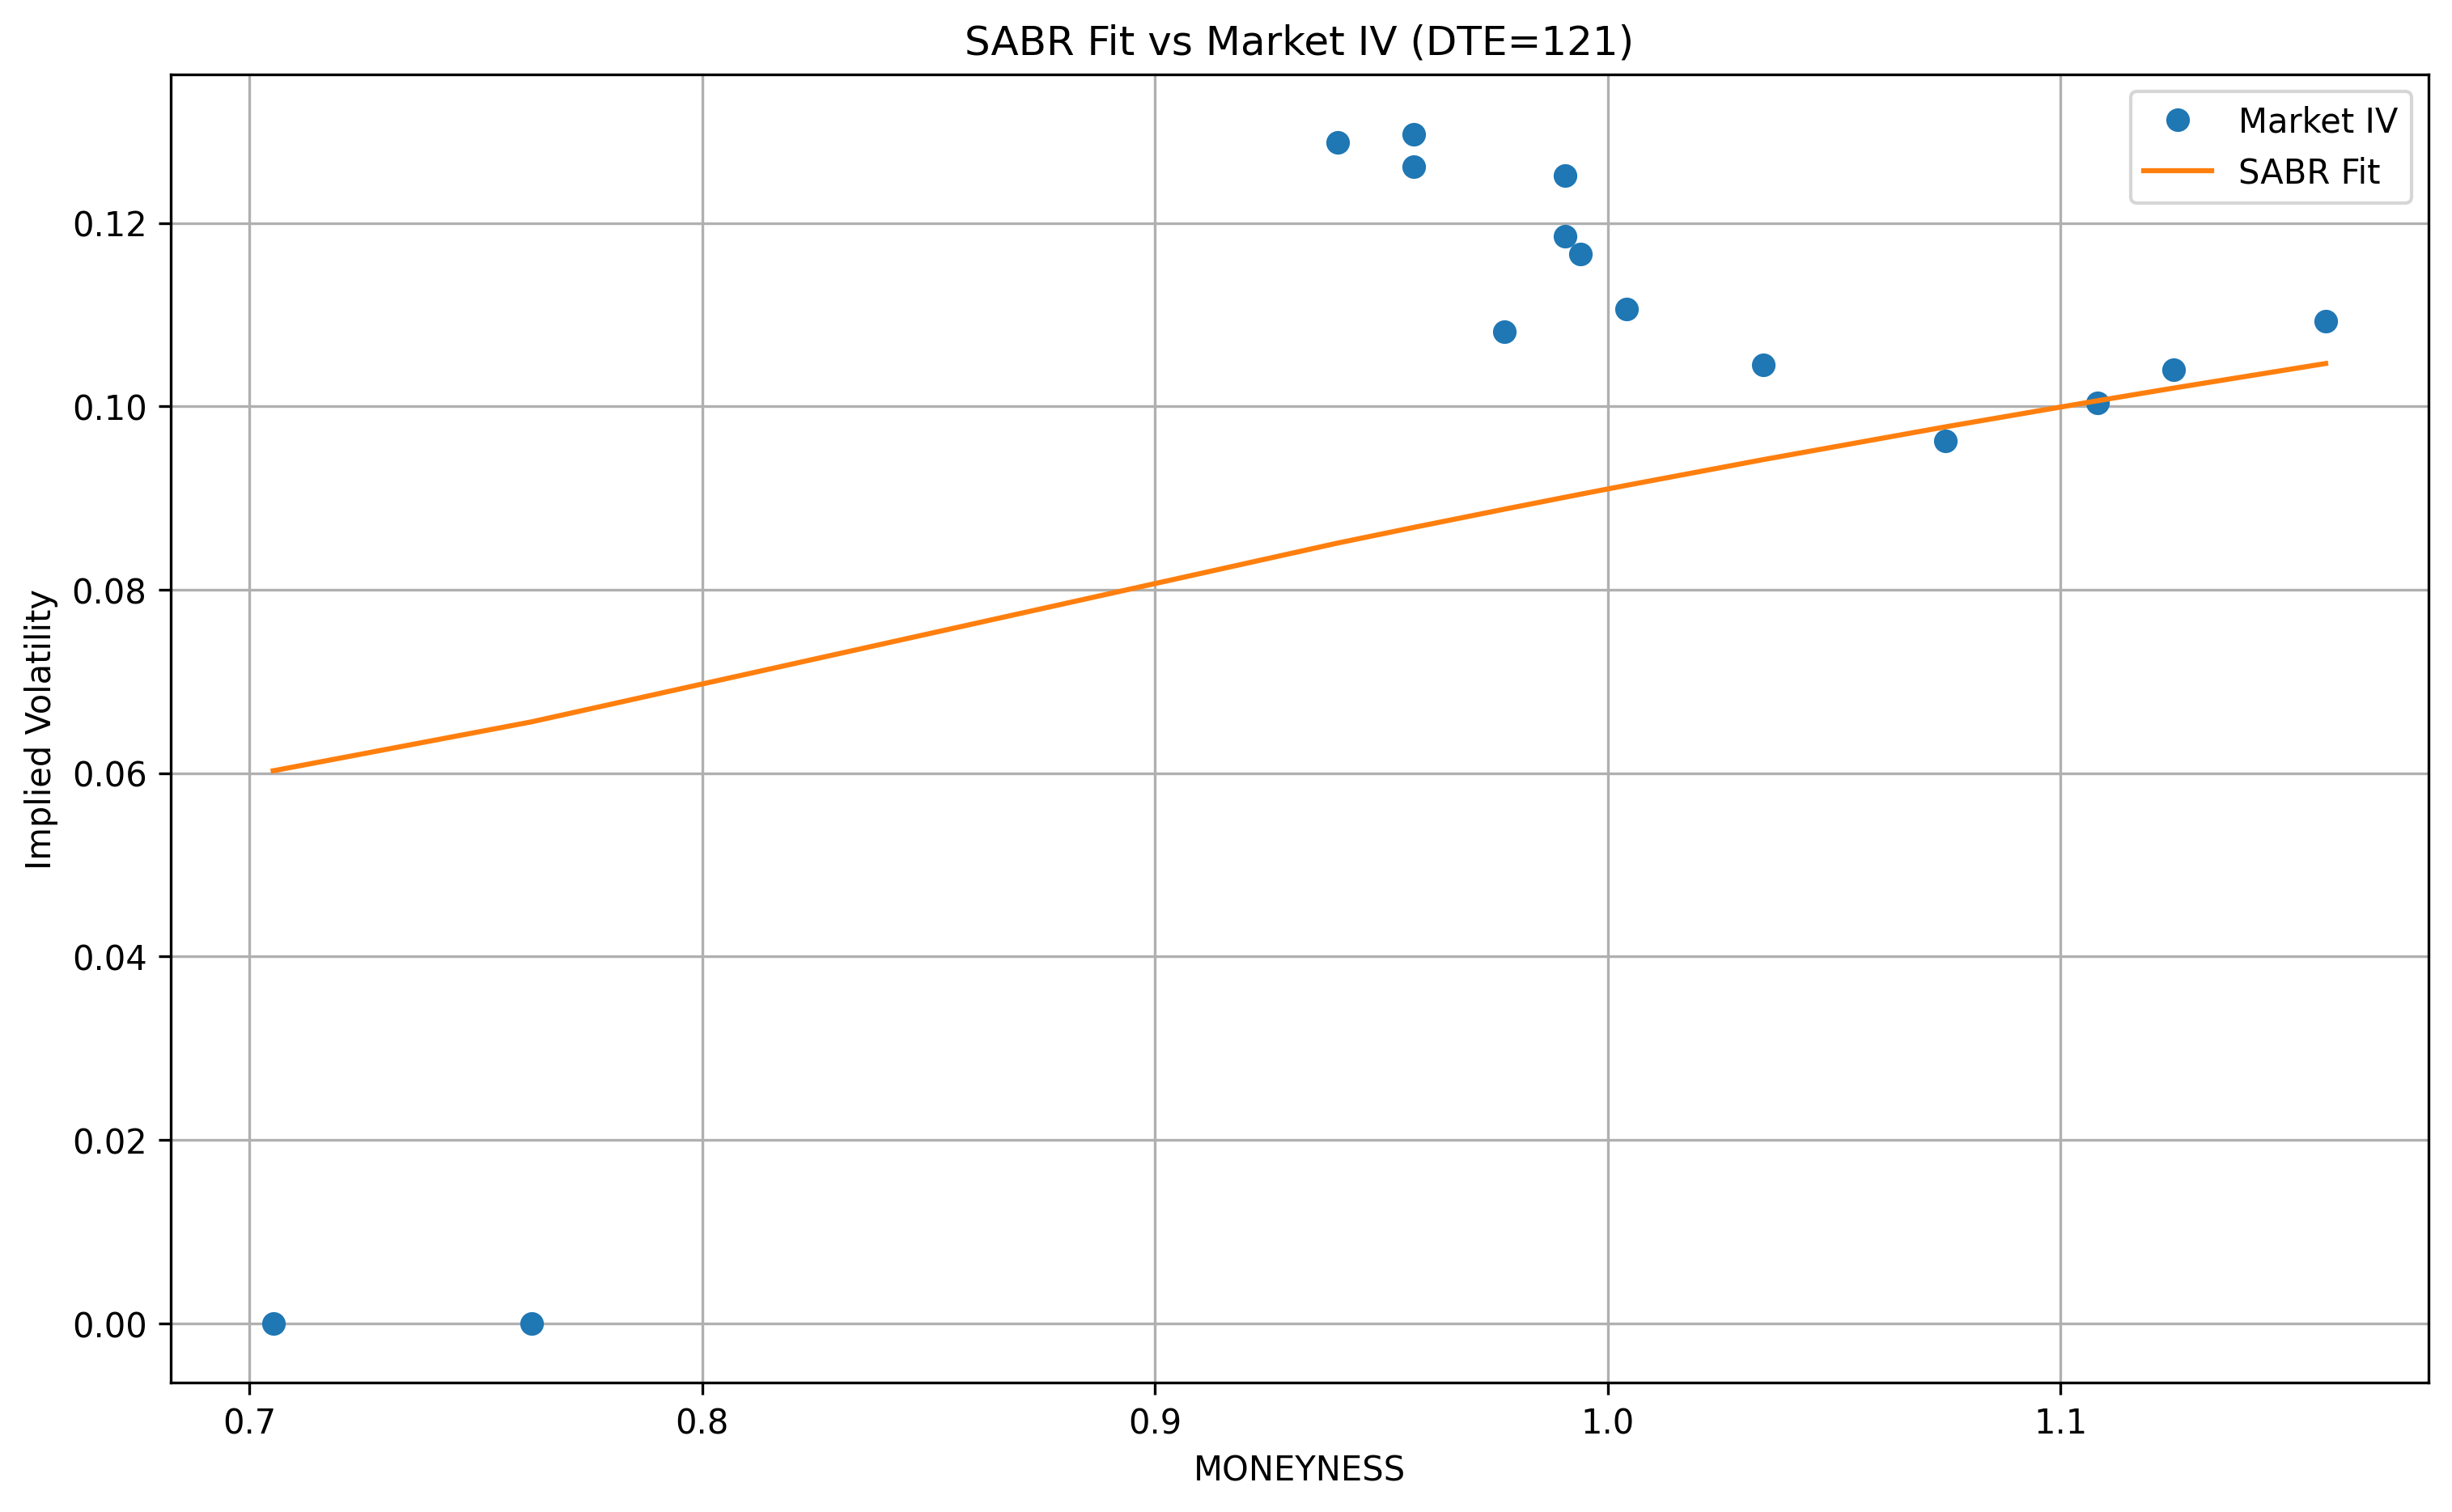 SABR Fit vs Market IV (DTE=121)
Market IV
SABR Fit
Implied Volatility
0.12
0.10
0.08
0.06
0.04
0.02
0.00
0.7 0.8 0.9 1.0 1.1
MONEYNESS